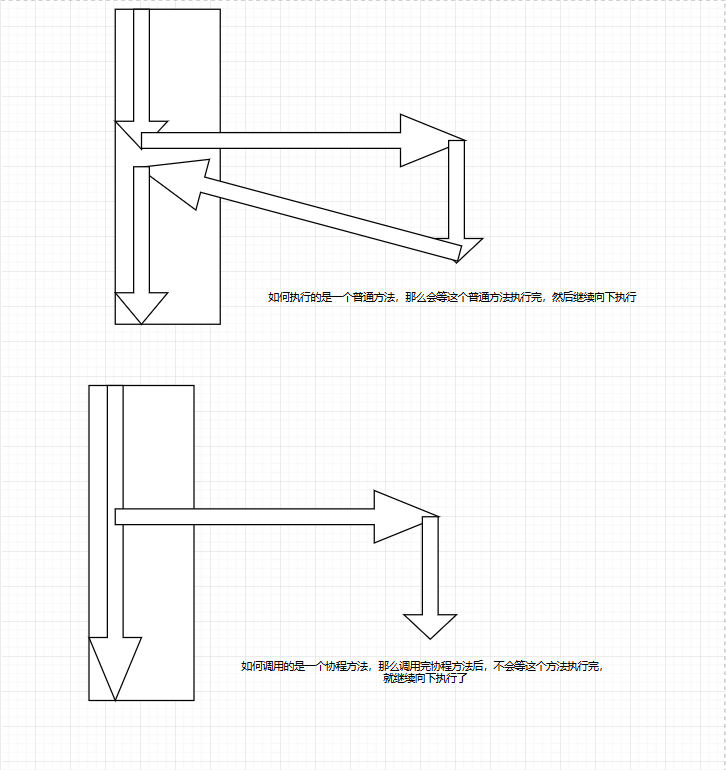 如何执行的是一个普通方法，那么会等这个普通方法执行完，然后继续向下执行
如何调用的是一个协程方法，那么调用完协程方法后，不会等这个方法执行完，
就继续向下执行了